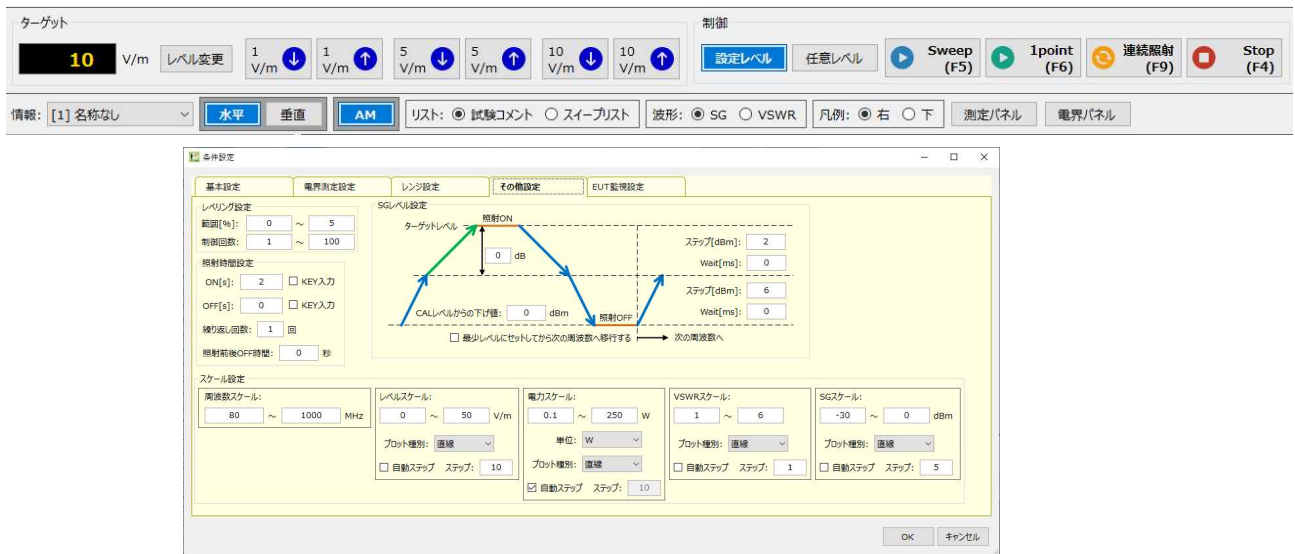 ターゲット
10 V/m レベル変更 1 V/m 1 V/m 5 V/m 5 V/m 10 V/m 10 V/m
制御
設定レベル 任意レベル Sweep (F5) 1point (F6) 連続照射 (F9) Stop (F4)
情報: [1] 名称なし 水平 垂直 AM リスト: 試験コメント スイープリスト 波形: SG VSWR 凡例: 右 下 測定パネル 電界パネル
条件設定
基本設定 電界測定設定 レンジ設定 その他設定 EUT監視設定
レベリング設定
範囲[%]: 0 ～ 5
制御回数: 1 ～ 100
照射時間設定
ON[s]: 2 KEY入力
OFF[s]: 0 KEY入力
繰り返し回数: 1 回
照射前後OFF時間: 0 秒
SGレベル設定
照射ON
ターゲットレベル
0 dB
CALレベルからの下げ値: 0 dBm
照射OFF
最少レベルにセットしてから次の周波数へ移行する 次の周波数へ
ステップ[dBm]: 2
Wait[ms]: 0
ステップ[dBm]: 6
Wait[ms]: 0
スケール設定
周波数スケール:
80 ～ 1000 MHz
レベルスケール:
0 ～ 50 V/m
プロット種別: 直線
自動ステップ ステップ: 10
電力スケール:
0.1 ～ 250 W
単位: W
プロット種別: 直線
自動ステップ ステップ: 10
VSWRスケール:
1 ～ 6
プロット種別: 直線
自動ステップ ステップ: 1
SGスケール:
-30 ～ 0 dBm
プロット種別: 直線
自動ステップ ステップ: 5
OK キャンセル